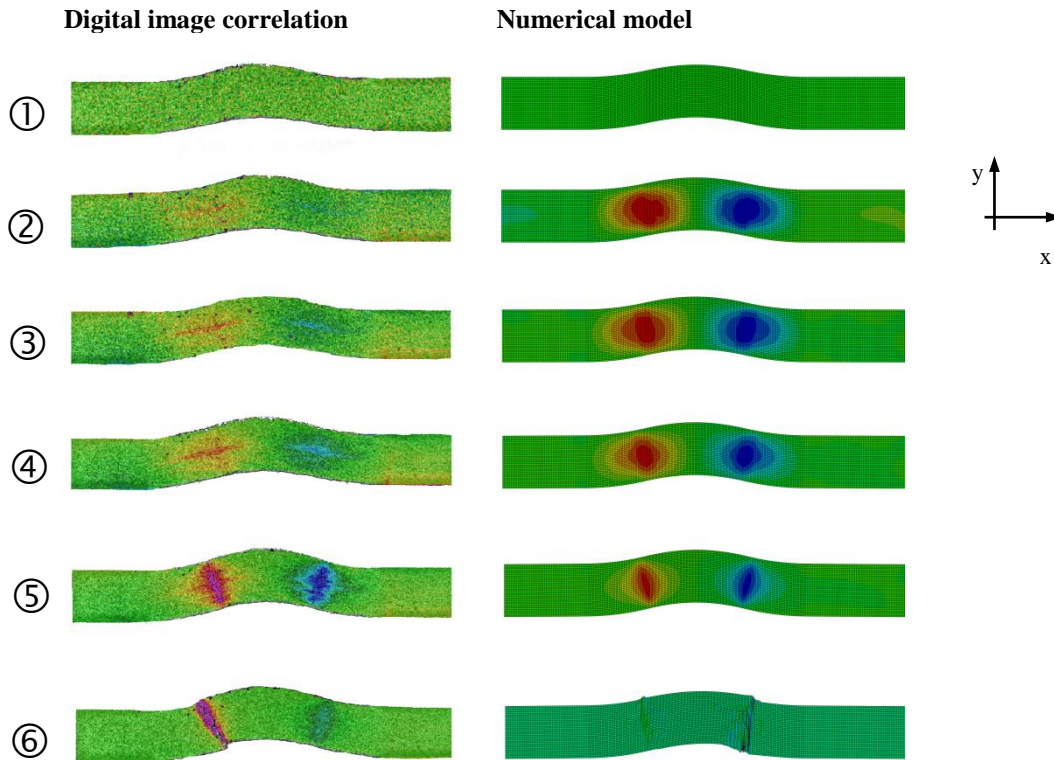 Digital image correlation Numerical model
①
②
y
x
③
④
⑤
⑥